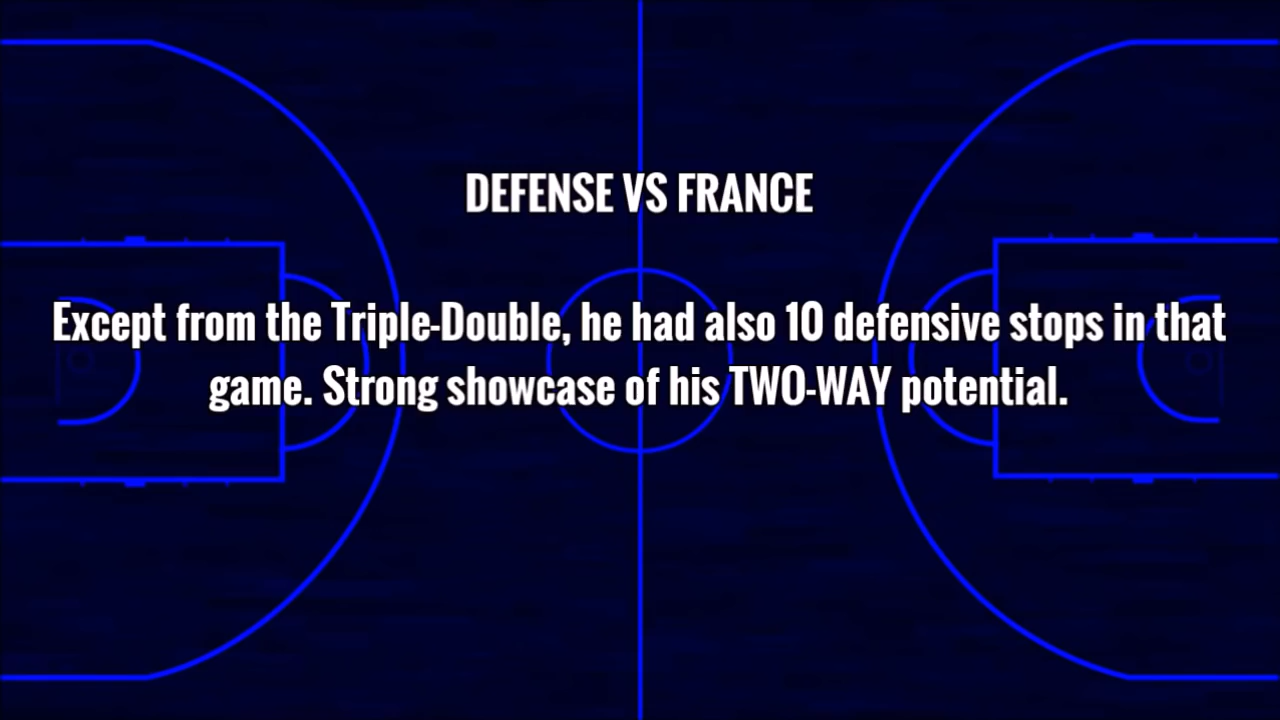 DEFENSE VS FRANCE
Except from the Triple-Double, he had also 10 defensive stops in that
game. Strong showcase of his TWO-WAY potential.